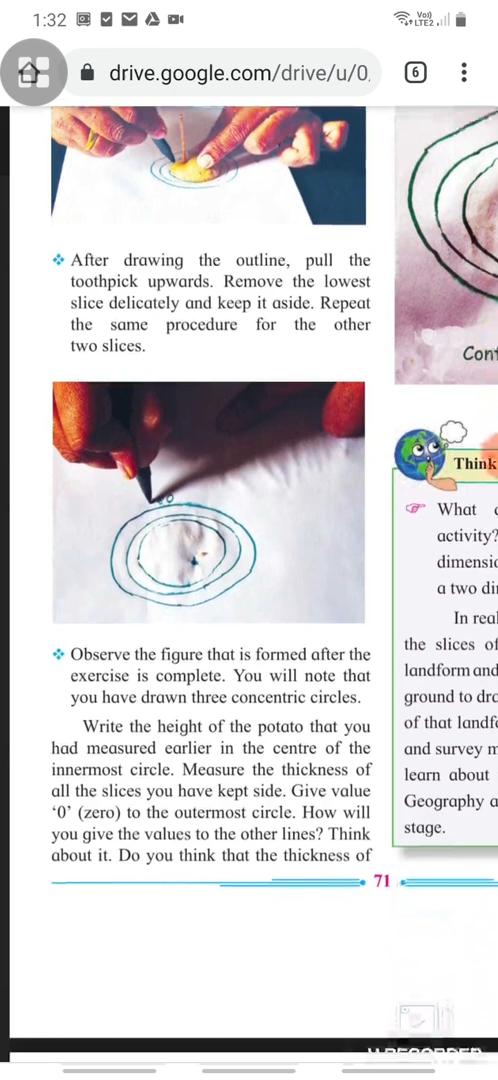 1:32
Vo)
LTE2
drive.google.com/drive/u/0
6
❖ After drawing the outline, pull the
toothpick upwards. Remove the lowest
slice delicately and keep it aside. Repeat
the same procedure for the other
two slices.
❖ Observe the figure that is formed after the
exercise is complete. You will note that
you have drawn three concentric circles.
Write the height of the potato that you
had measured earlier in the centre of the
innermost circle. Measure the thickness of
all the slices you have kept side. Give value
‘0’ (zero) to the outermost circle. How will
you give the values to the other lines? Think
about it. Do you think that the thickness of
71
Cont
Think
☞ What
activity?
dimensio
a two di
In real
the slices of
landform and
ground to dra
of that landfo
and survey m
learn about
Geography a
stage.